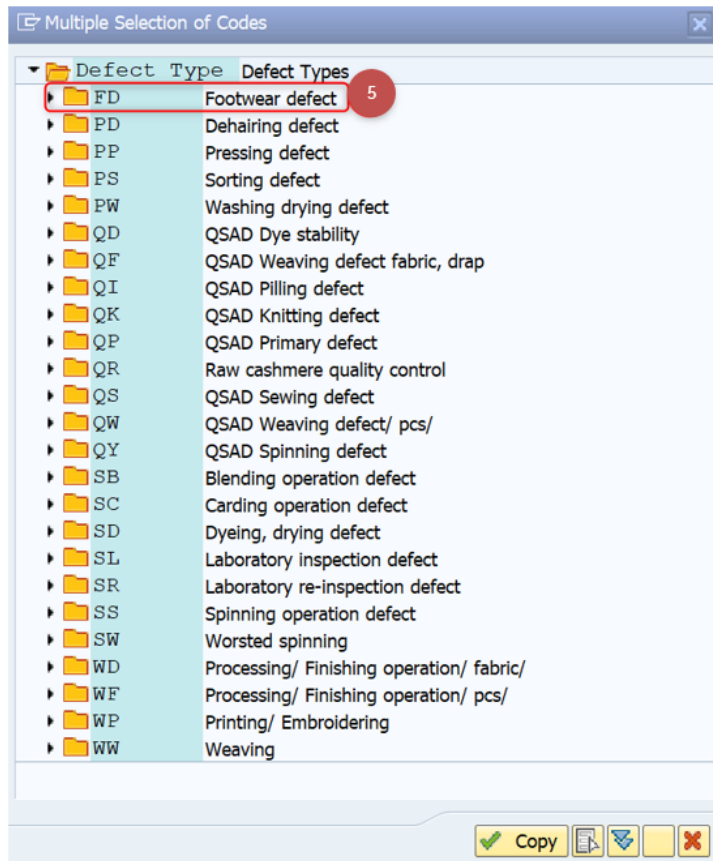 Multiple Selection of Codes
Defect Type Defect Types
FD Footwear defect 5
PD Dehairing defect
PP Pressing defect
PS Sorting defect
PW Washing drying defect
QD QSAD Dye stability
QF QSAD Weaving defect fabric, drap
QI QSAD Pilling defect
QK QSAD Knitting defect
QP QSAD Primary defect
QR Raw cashmere quality control
QS QSAD Sewing defect
QW QSAD Weaving defect/ pcs/
QY QSAD Spinning defect
SB Blending operation defect
SC Carding operation defect
SD Dyeing, drying defect
SL Laboratory inspection defect
SR Laboratory re-inspection defect
SS Spinning operation defect
SW Worsted spinning
WD Processing/ Finishing operation/ fabric/
WF Processing/ Finishing operation/ pcs/
WP Printing/ Embroidering
WW Weaving
Copy